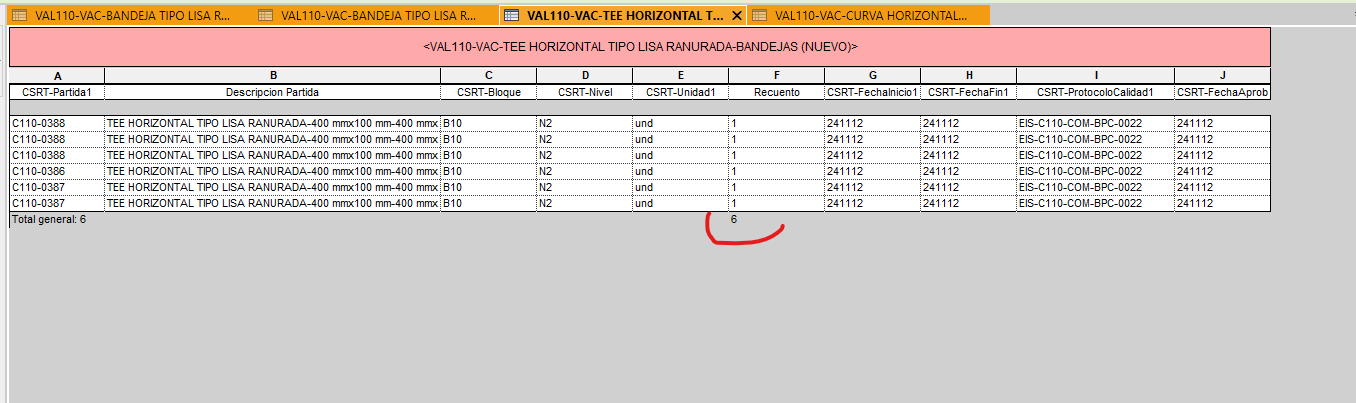 VAL110-VAC-BANDEJA TIPO LISA R... VAL110-VAC-BANDEJA TIPO LISA R... VAL110-VAC-TEE HORIZONTAL T... VAL110-VAC-CURVA HORIZONTAL...
<VAL110-VAC-TEE HORIZONTAL TIPO LISA RANURADA-BANDEJAS (NUEVO)>
A B C D E F G H I J
CSRT-Partida1 Descripcion Partida CSRT-Bloque CSRT-Nivel CSRT-Unidad1 Recuento CSRT-FechaInicio1 CSRT-FechaFin1 CSRT-ProtocoloCalidad1 CSRT-FechaAprob
C110-0388 TEE HORIZONTAL TIPO LISA RANURADA-400 mmx100 mm-400 mmx B10 N2 und 1 241112 241112 EIS-C110-COM-BPC-0022 241112
C110-0388 TEE HORIZONTAL TIPO LISA RANURADA-400 mmx100 mm-400 mmx B10 N2 und 1 241112 241112 EIS-C110-COM-BPC-0022 241112
C110-0388 TEE HORIZONTAL TIPO LISA RANURADA-400 mmx100 mm-400 mmx B10 N2 und 1 241112 241112 EIS-C110-COM-BPC-0022 241112
C110-0386 TEE HORIZONTAL TIPO LISA RANURADA-400 mmx100 mm-400 mmx B10 N2 und 1 241112 241112 EIS-C110-COM-BPC-0022 241112
C110-0387 TEE HORIZONTAL TIPO LISA RANURADA-400 mmx100 mm-400 mmx B10 N2 und 1 241112 241112 EIS-C110-COM-BPC-0022 241112
C110-0387 TEE HORIZONTAL TIPO LISA RANURADA-400 mmx100 mm-400 mmx B10 N2 und 1 241112 241112 EIS-C110-COM-BPC-0022 241112
Total general: 6 6